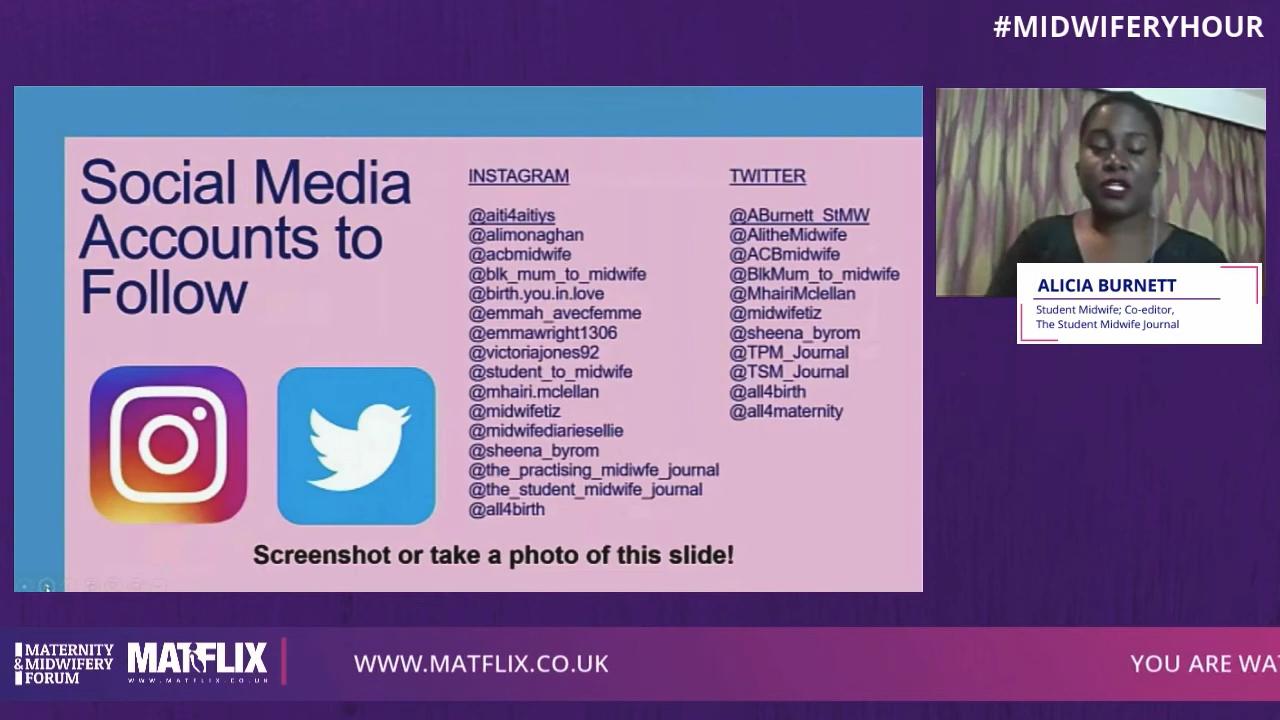 #MIDWIFERYHOUR
Social Media
Accounts to
Follow
INSTAGRAM
@aiti4aitiys
@alimonaghan
@acbmidwife
@blk_mum_to_midwife
@birth.you.in.love
@emmah_avecfemme
@emmawright1306
@victoriajones92
@student_to_midwife
@mhairi.mclellan
@midwifetiz
@midwifediariesellie
@sheena_byrom
@the_practising_midiwfe_journal
@the_student_midwife_journal
@all4birth
TWITTER
@ABurnett_StMW
@AlitheMidwife
@ACBmidwife
@BlkMum_to_midwife
@MhairiMclellan
@midwifetiz
@sheena_byrom
@TPM_Journal
@TSM_Journal
@all4birth
@all4maternity
Screenshot or take a photo of this slide!
ALICIA BURNETT
Student Midwife; Co-editor,
The Student Midwife Journal
MATERNITY
&MIDWIFERY
FORUM
MATFLIX
WWW.MATFLIX.CO.UK
WWW.MATFLIX.CO.UK
YOU ARE WAT